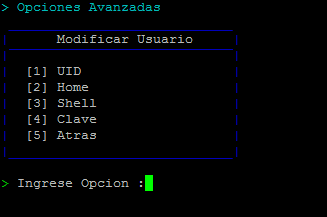 > Opciones Avanzadas
Modificar Usuario
[1] UID
[2] Home
[3] Shell
[4] Clave
[5] Atras
> Ingrese Opcion :